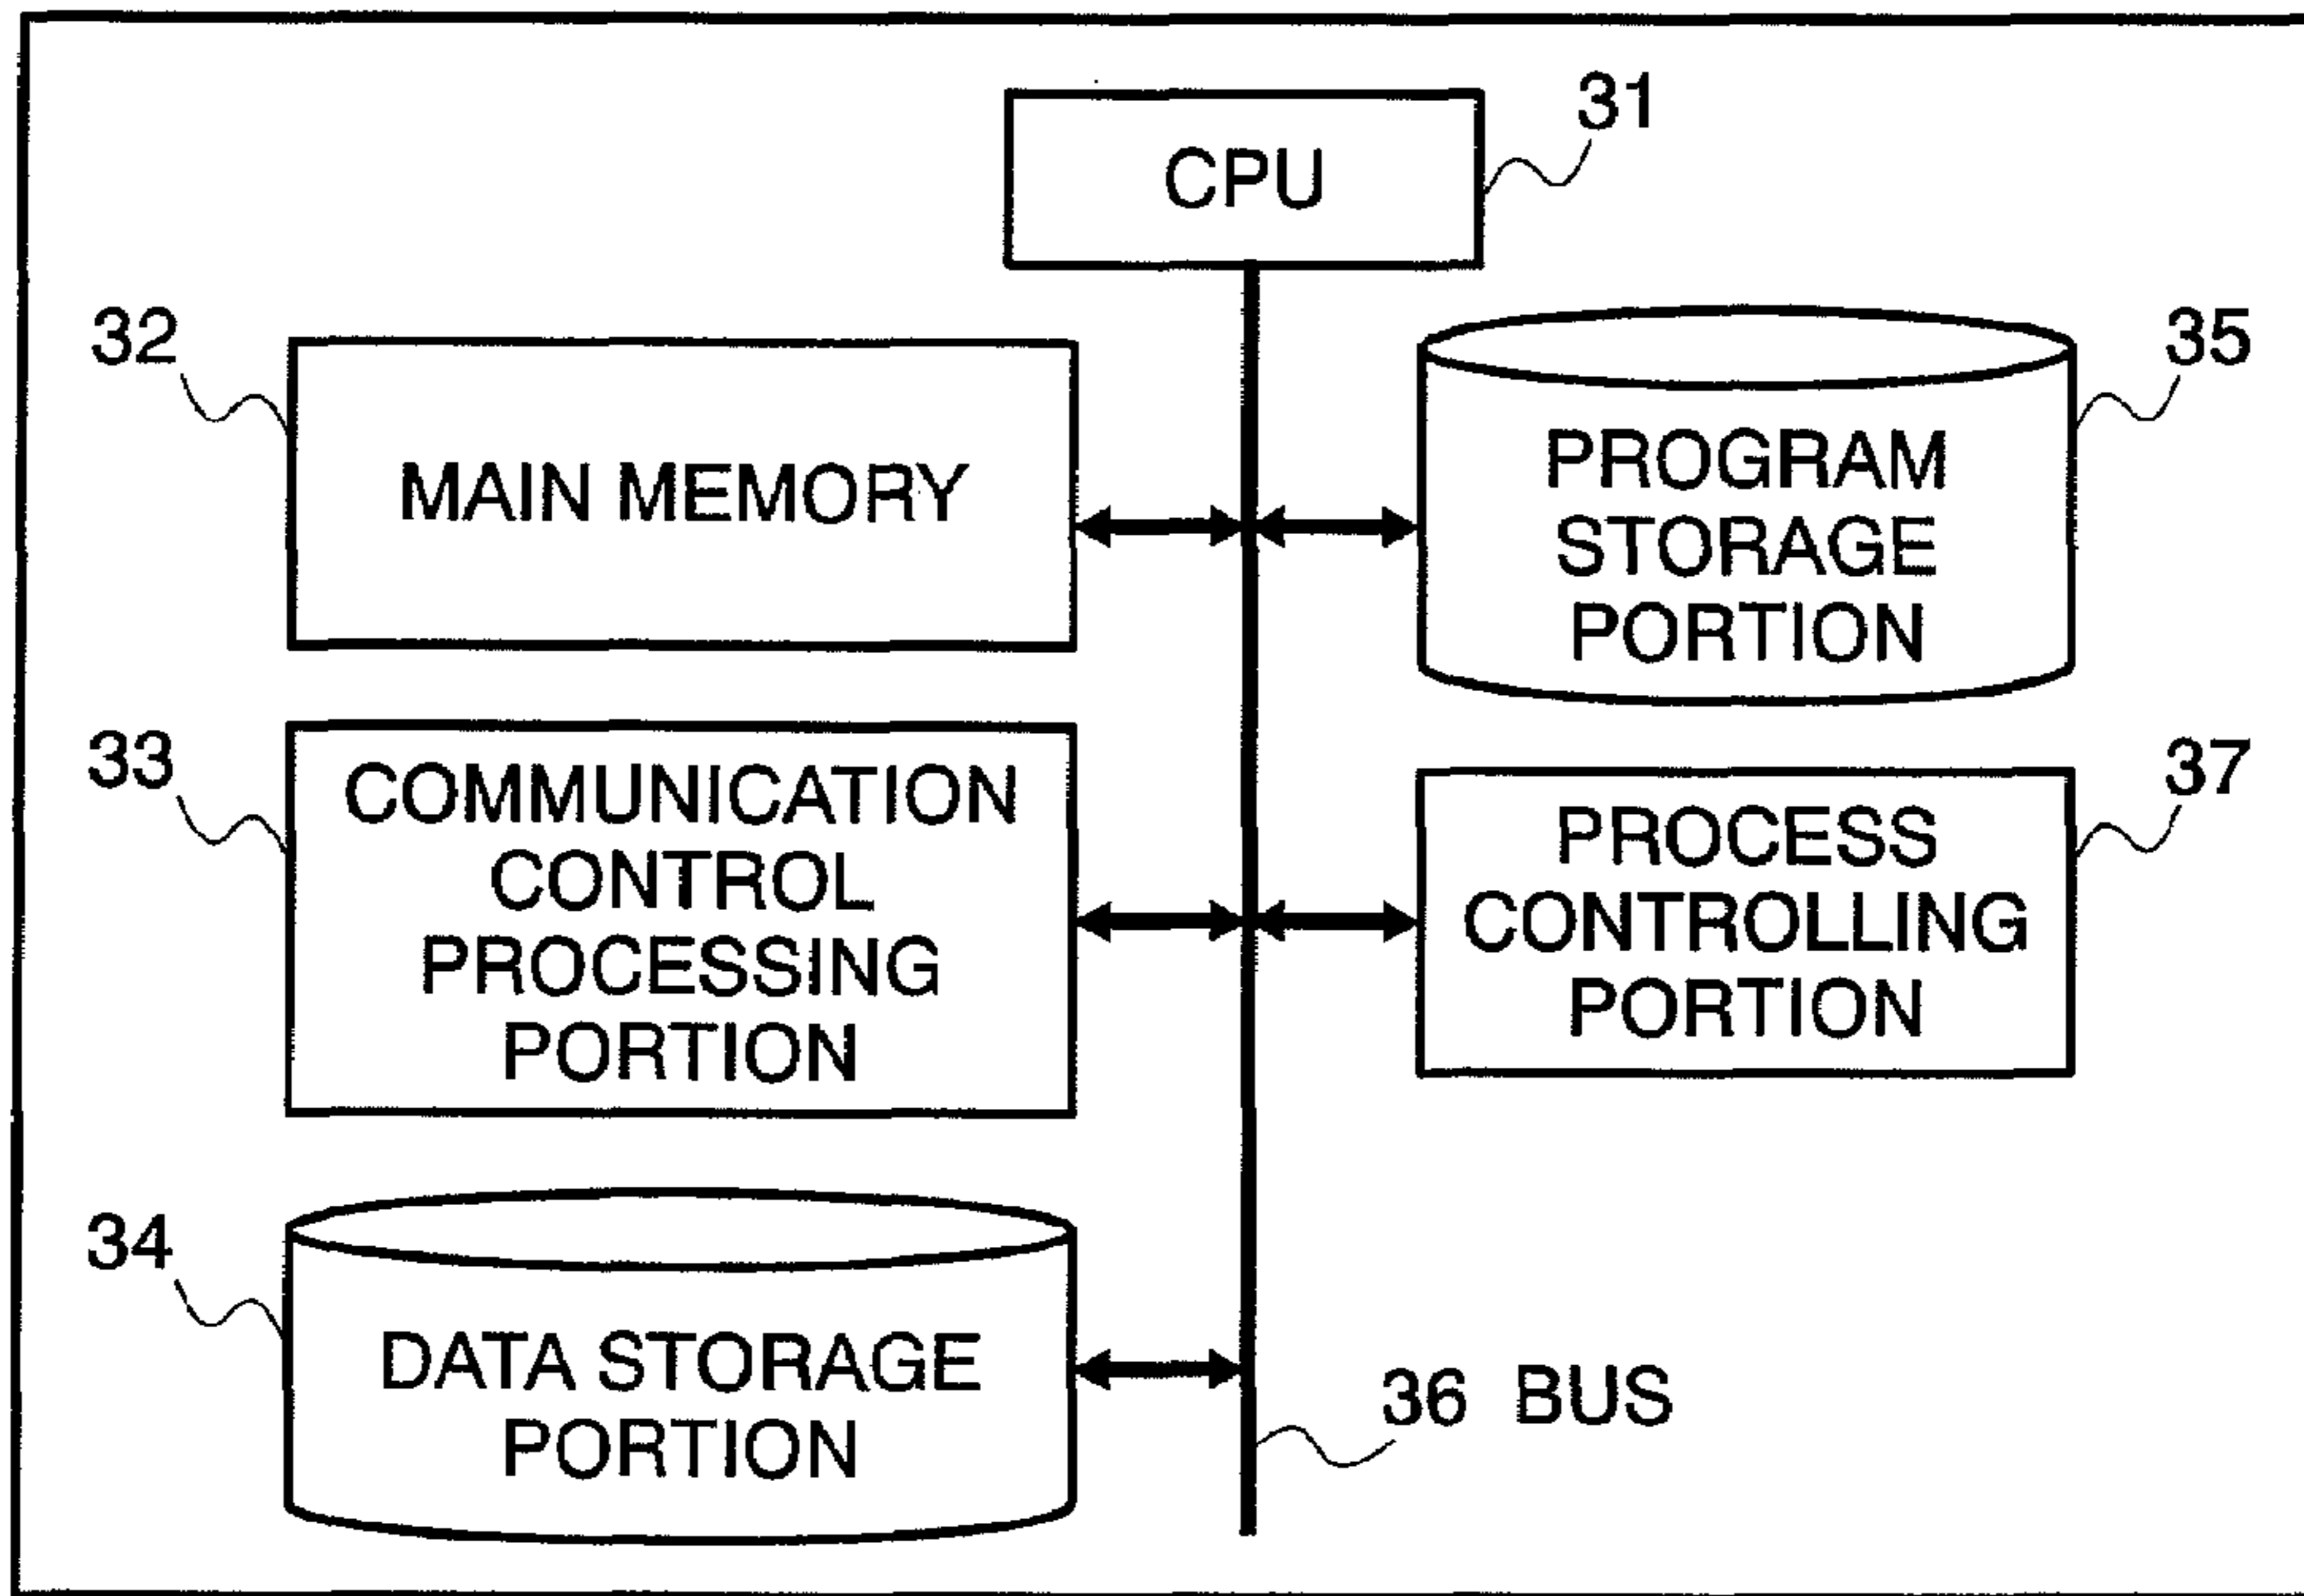 31
CPU
32
MAIN MEMORY
35
PROGRAM
STORAGE
PORTION
33
COMMUNICATION
CONTROL
PROCESSING
PORTION
37
PROCESS
CONTROLLING
PORTION
34
DATA STORAGE
PORTION
36 BUS